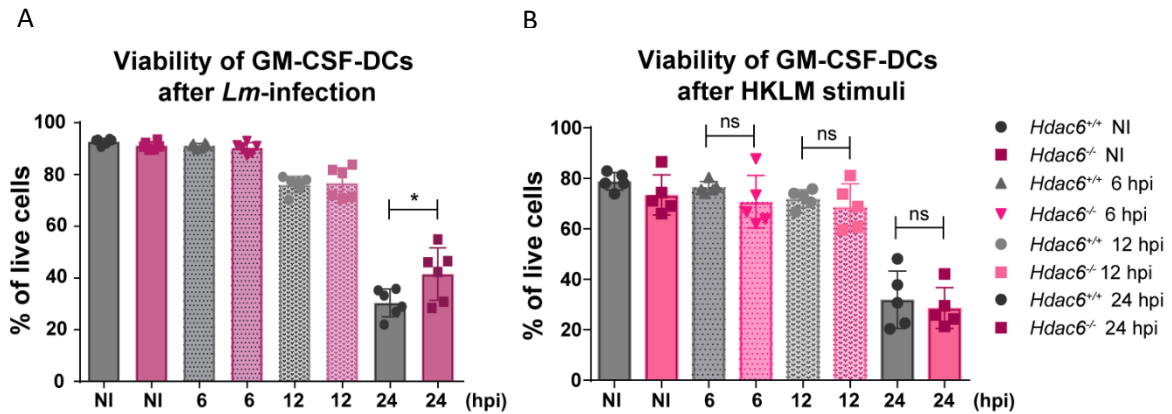 A
Viability of GM-CSF-DCs
after Lm-infection
% of live cells
100
80
60
40
20
0
*
NI NI 6 6 12 12 24 24 (hpi)
B
Viability of GM-CSF-DCs
after HKLM stimuli
% of live cells
100
80
60
40
20
0
ns
ns
ns
NI NI 6 6 12 12 24 24 (hpi)
Hdac6+/+ NI
Hdac6-/- NI
Hdac6+/+ 6 hpi
Hdac6-/- 6 hpi
Hdac6+/+ 12 hpi
Hdac6-/- 12 hpi
Hdac6+/+ 24 hpi
Hdac6-/- 24 hpi